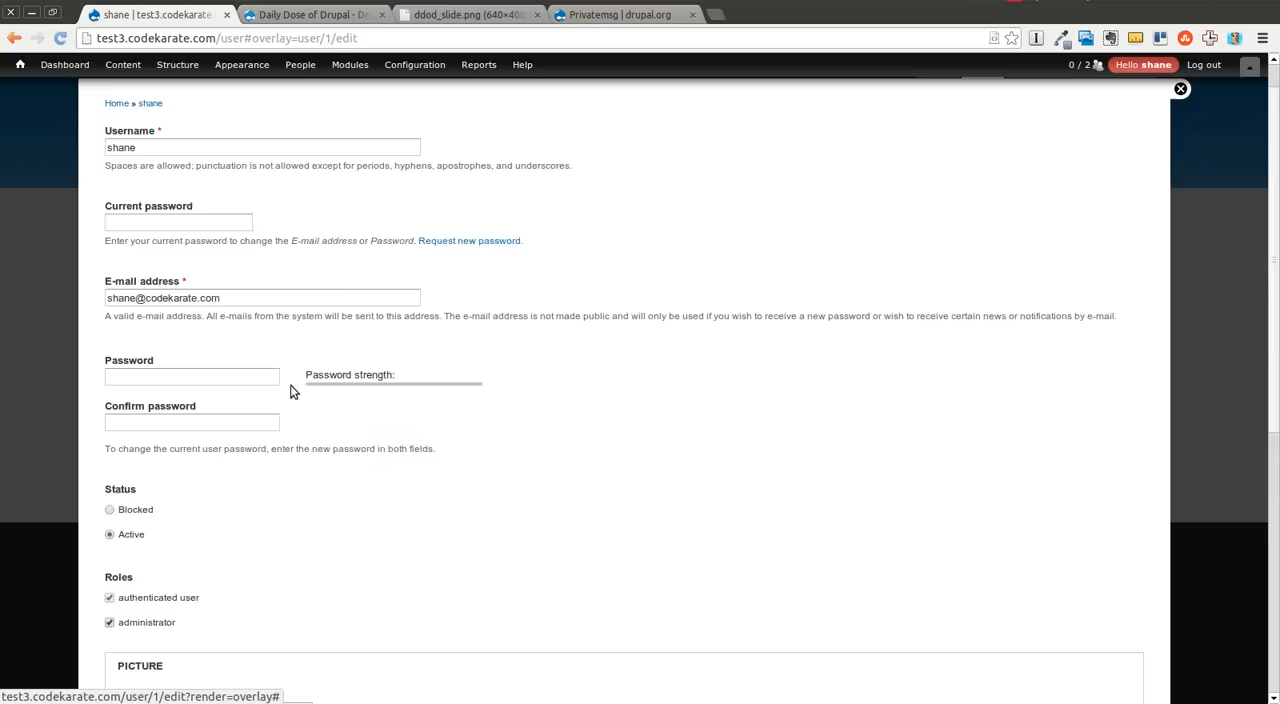 shane | test3.codekarate.
Daily Dose of Drupal - Dr
ddod_slide.png (640×40
Privatemsg | drupal.org
test3.codekarate.com/user#overlay=user/1/edit
Dashboard Content Structure Appearance People Modules Configuration Reports Help
0 / 2 Hello shane Log out
Home » shane
Username *
shane
Spaces are allowed; punctuation is not allowed except for periods, hyphens, apostrophes, and underscores.
Current password
Enter your current password to change the E-mail address or Password. Request new password.
E-mail address *
shane@codekarate.com
A valid e-mail address. All e-mails from the system will be sent to this address. The e-mail address is not made public and will only be used if you wish to receive a new password or wish to receive certain news or notifications by e-mail.
Password
Password strength:
Confirm password
To change the current user password, enter the new password in both fields.
Status
Blocked
Active
Roles
authenticated user
administrator
PICTURE
test3.codekarate.com/user/1/edit?render=overlay#